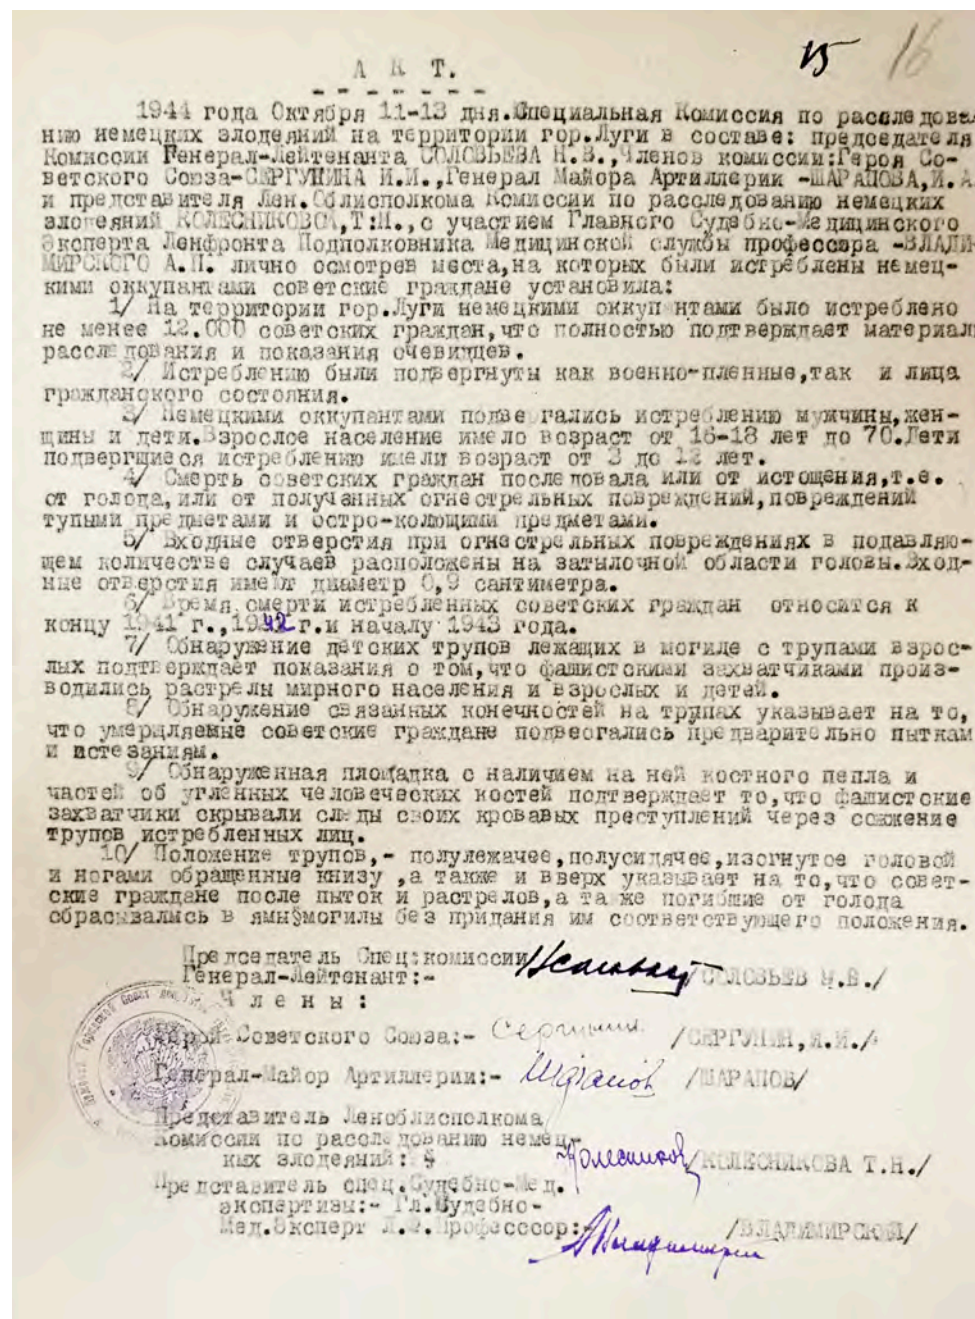 15 16
А К Т.
1944 года Октября 11-13 дня.Специальная Комиссия по расследова-
нию немецких злодеяний на территории гор.Луги в составе: председателя
Комиссии Генерал-Лейтенанта СОЛОВЬЕВА Н.В.,Членов комиссии:Героя Со-
ветского Союза-СЕРГУНИНА И.И.,Генерал Майора Артиллерии -ШАРАПОВА,И.А
и представителя Лен.Облисполкома Комиссии по расследованию немецких
злодеяний Т.Н.,с участием Главного Судебно-Медицинского
Эксперта Ленфронта Подполковника Медицинской службы профессора -ВЛАДИ-
МИРСКОГО А.П. лично осмотрев места,на которых были истреблены немец-
кими оккупантами советские граждане установила:
1/ На территории гор.Луги немецкими оккуп нтами было истреблено
не менее 12.000 советских граждан,что полностью подтверждает материал
расследования и показания очевидцев.
2/ Истреблению были подвергнуты как военно-пленные,так и лица
гражданского состояния.
3/ Немецкими оккупантами подве гались истреблению мужчины,жен-
щины и дети.Взрослое население имело возраст от 16-18 лет до 70.Дети
подвергшиеся истреблению имели возраст от 3 до лет.
4/ Смерть советских граждан последовала или от истощения,т.е.
от голода,или от полученных огнестрельных повреждений,повреждений
тупыми предметами и остро-колющими предметами.
5/ Входные отверстия при огнестрельных повреждениях в подавляю-
щем количестве случаев расположены на затылочной области головы.Вход-
ные отверстия имеют диаметр 0,9 сантиметра.
6/ Время смерти истребленных советских граждан относится к
концу 1941 г.,1942 г.и началу 1943 года.
7/ Обнаружение детских трупов лежащих в могиле с трупами взрос-
лых подтверждает показания о том,что фашистскими захватчиками произ-
водились растрелы мирного населения и взрослых и детей.
8/ Обнаружение связанных конечностей на трупах указывает на то,
что умерщляемые советские граждане подвеогались предварительно пыткам
и истезаниям.
9/ Обнаруженная площадка с наличием на ней костного пепла и
частей об угленных человеческих костей подтверждает то,что фашистские
захватчики скрывали следы своих кровавых преступлений через сожжение
трупов истребленных лиц.
10/ Положение трупов,- полулежачее,полусидячее,изогнутое головой
и ногами обращенные книзу ,а также и вверх указывает на то,что совет-
ские граждане после пыток и растрелов,а та же погибшие от голода
сбрасывались в ямы могилы без придания им соответствующего положения.
Председатель Спец:комиссии
Генерал-Лейтенант:- /СОЛОВЬЕВ Н.В./
Члены:
Герой Советского Союза:- Сергунин /СЕРГУНИН,И.И./
Генерал-Майор Артиллерии:- Шарапов /ШАРАПОВ/
Представитель Леноблисполкома
Комиссии по расследованию немец-
ких злодеяний: Колесников /КОЛЕСНИКОВА Т.Н./
Представитель спец.Судебно-Мед.
экспертизы:- Гл.Судебно-
Мед.Эксперт Л.Ф.Профессор:- /ВЛАДИМИРСКИЙ/